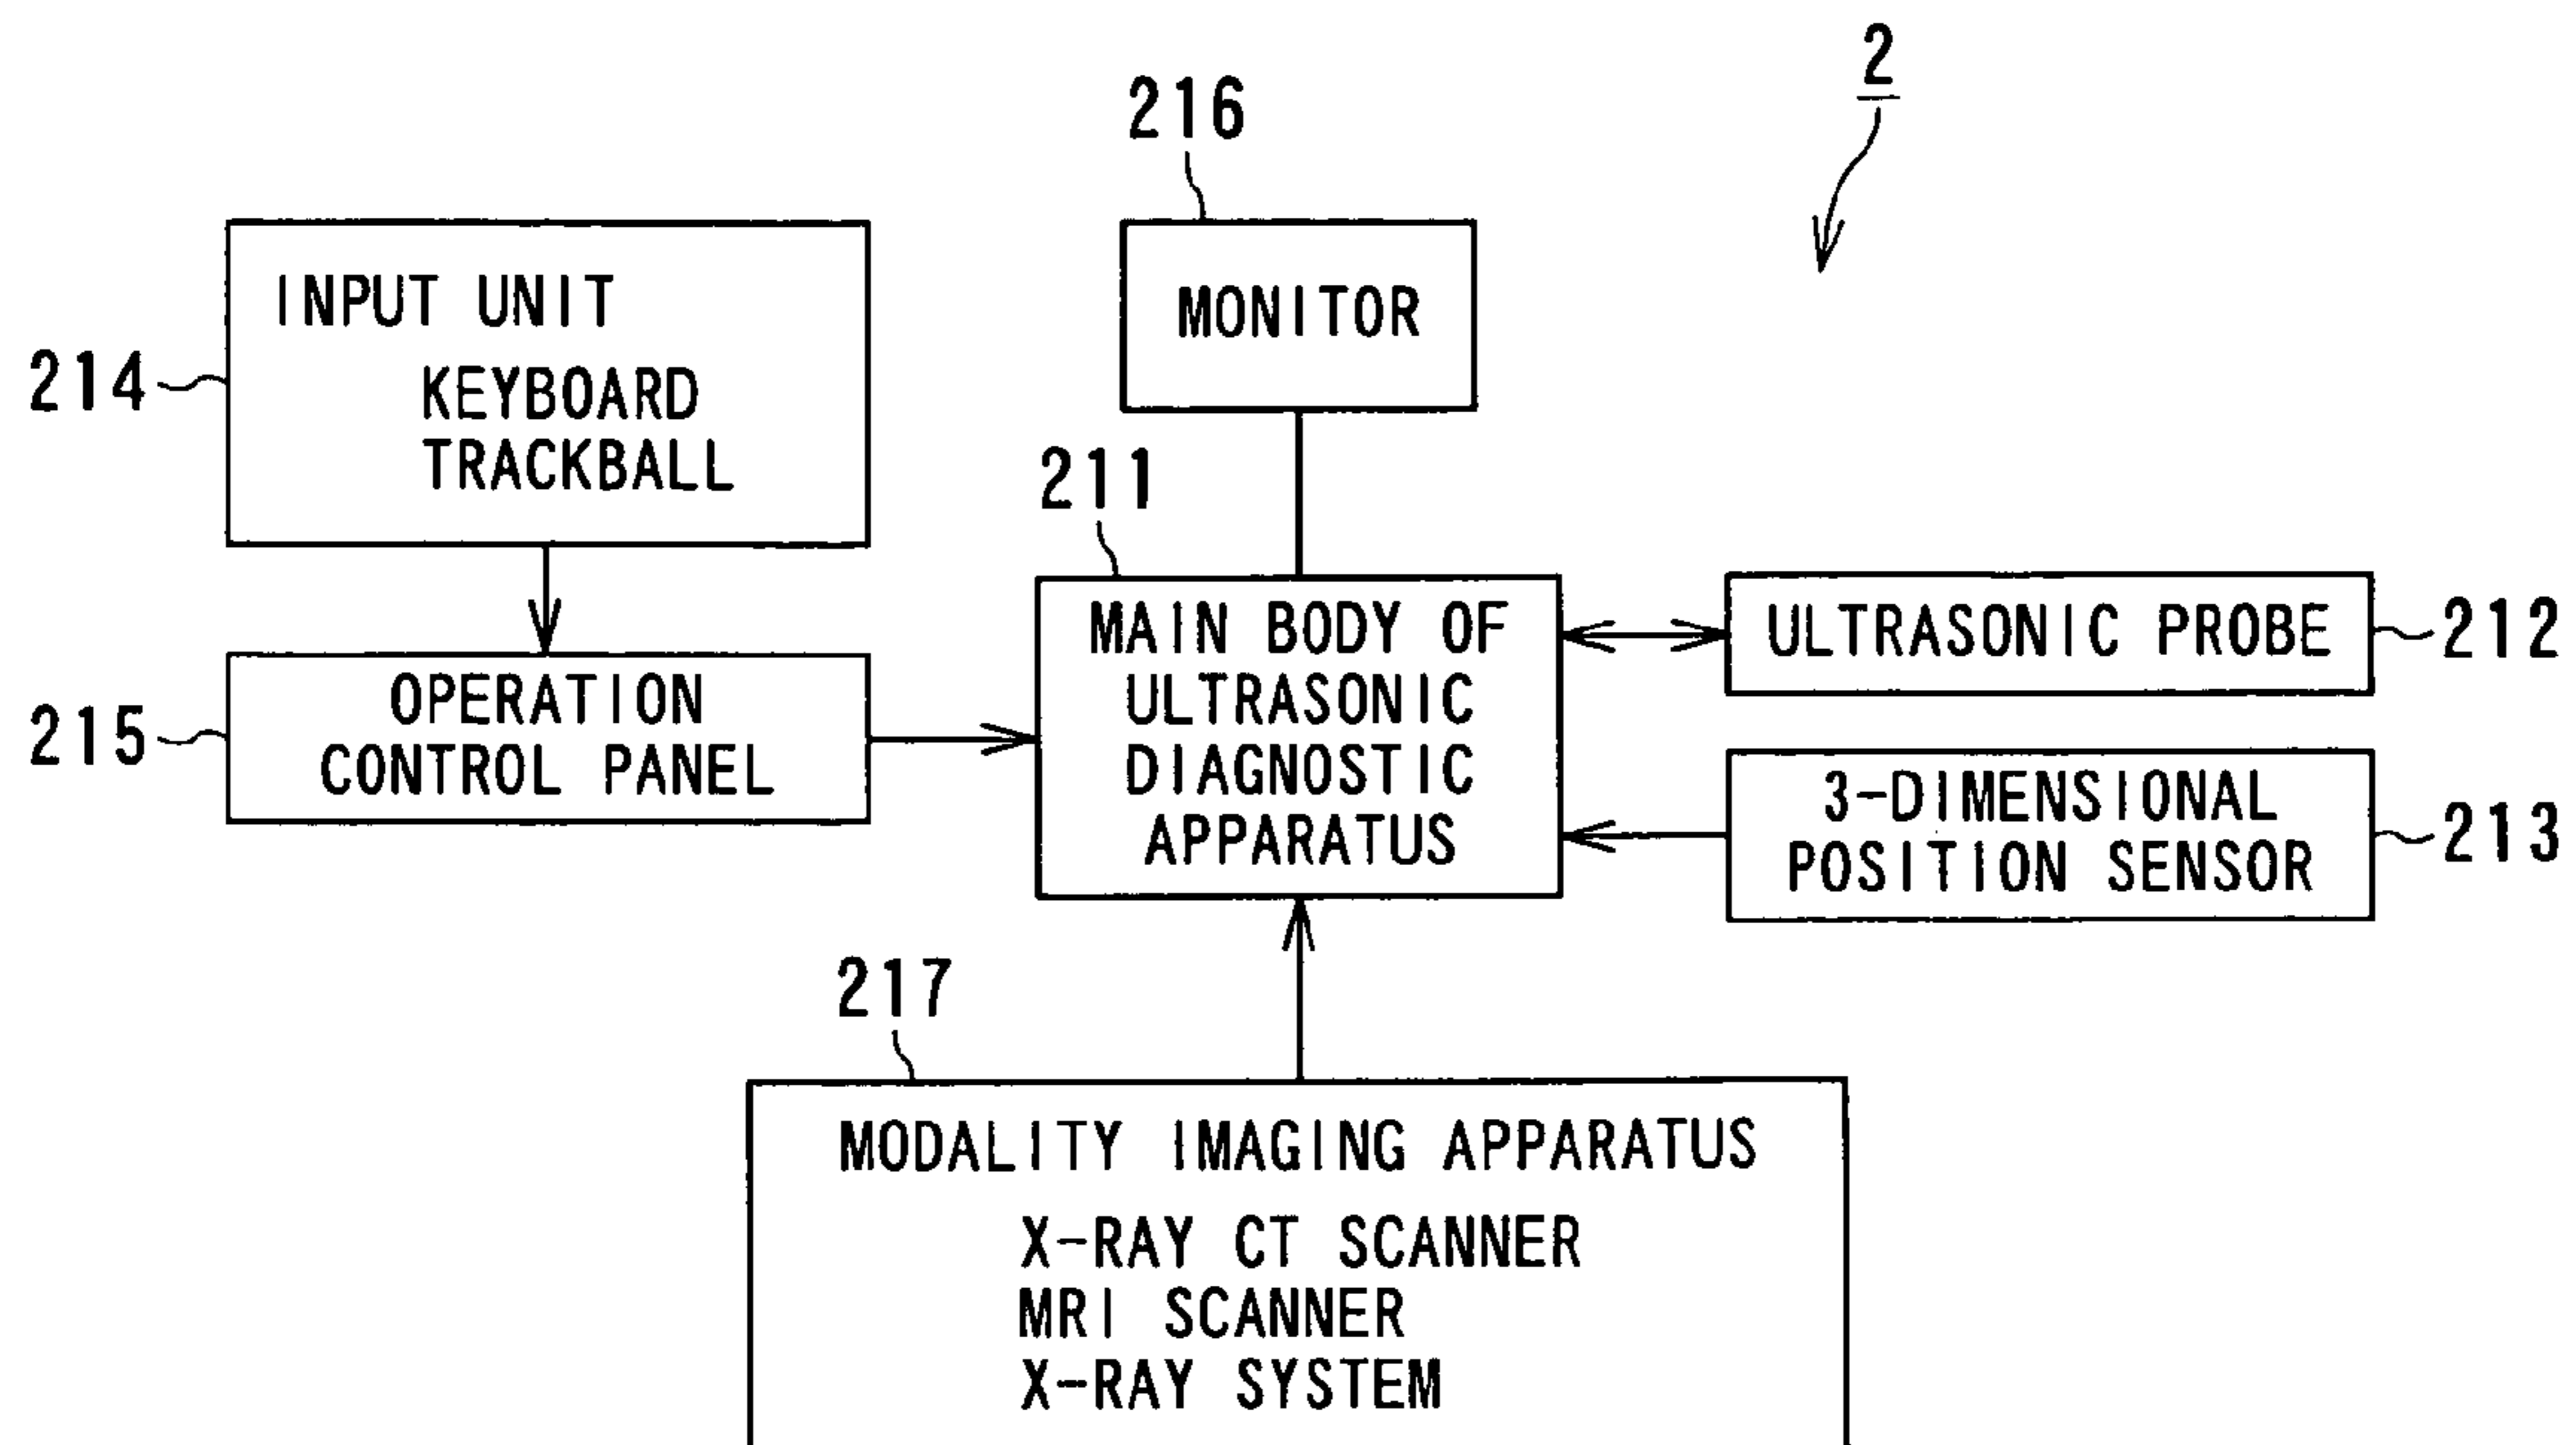 2
216
INPUT UNIT
KEYBOARD
TRACKBALL
214
MONITOR
211
OPERATION
CONTROL PANEL
215
MAIN BODY OF
ULTRASONIC
DIAGNOSTIC
APPARATUS
ULTRASONIC PROBE
212
3-DIMENSIONAL
POSITION SENSOR
213
217
MODALITY IMAGING APPARATUS
X-RAY CT SCANNER
MRI SCANNER
X-RAY SYSTEM